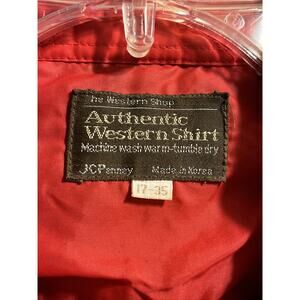 The Western Shop
Authentic
Western Shirt
Machine wash warm-tumble dry
JCPenney Made in Korea
17-35